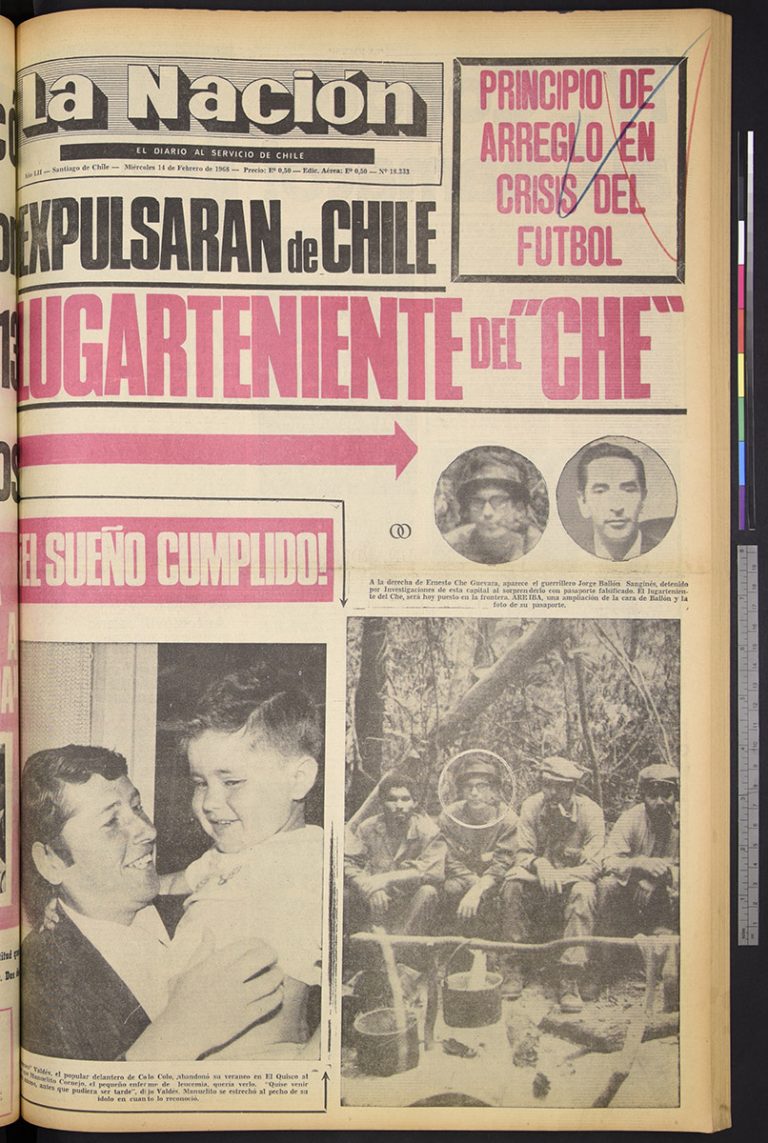 La Nación
EL DIARIO AL SERVICIO DE CHILE
Año LII — Santiago de Chile — Miércoles 14 de Febrero de 1968 — Precio: Eº 0,50 — Edic. Aérea: Eº 0,50 — Nº 18.333
PRINCIPIO DE
ARREGLO EN
CRISIS DEL
FUTBOL
EXPULSARAN de CHILE
LUGARTENIENTE DEL "CHE"
EL SUEÑO CUMPLIDO!
A la derecha de Ernesto Che Guevara, aparece el guerrillero Jorge Ballón Sanginés, detenido
por Investigaciones de esta capital al sorprenderlo con pasaporte falsificado. El lugartenien-
te del Che, será hoy puesto en la frontera. ARRIBA, una ampliación de la cara de Ballón y la
foto de su pasaporte.
Valdés, el popular delantero de Colo Colo, abandonó su veraneo en El Quisco al
Manuelito Cornejo, el pequeño enfermo de leucemia, quería verlo. "Quise venir
antes que pudiera ser tarde", dijo Valdés. Manuelito se estrechó al pecho de su
ídolo en cuanto lo reconoció.